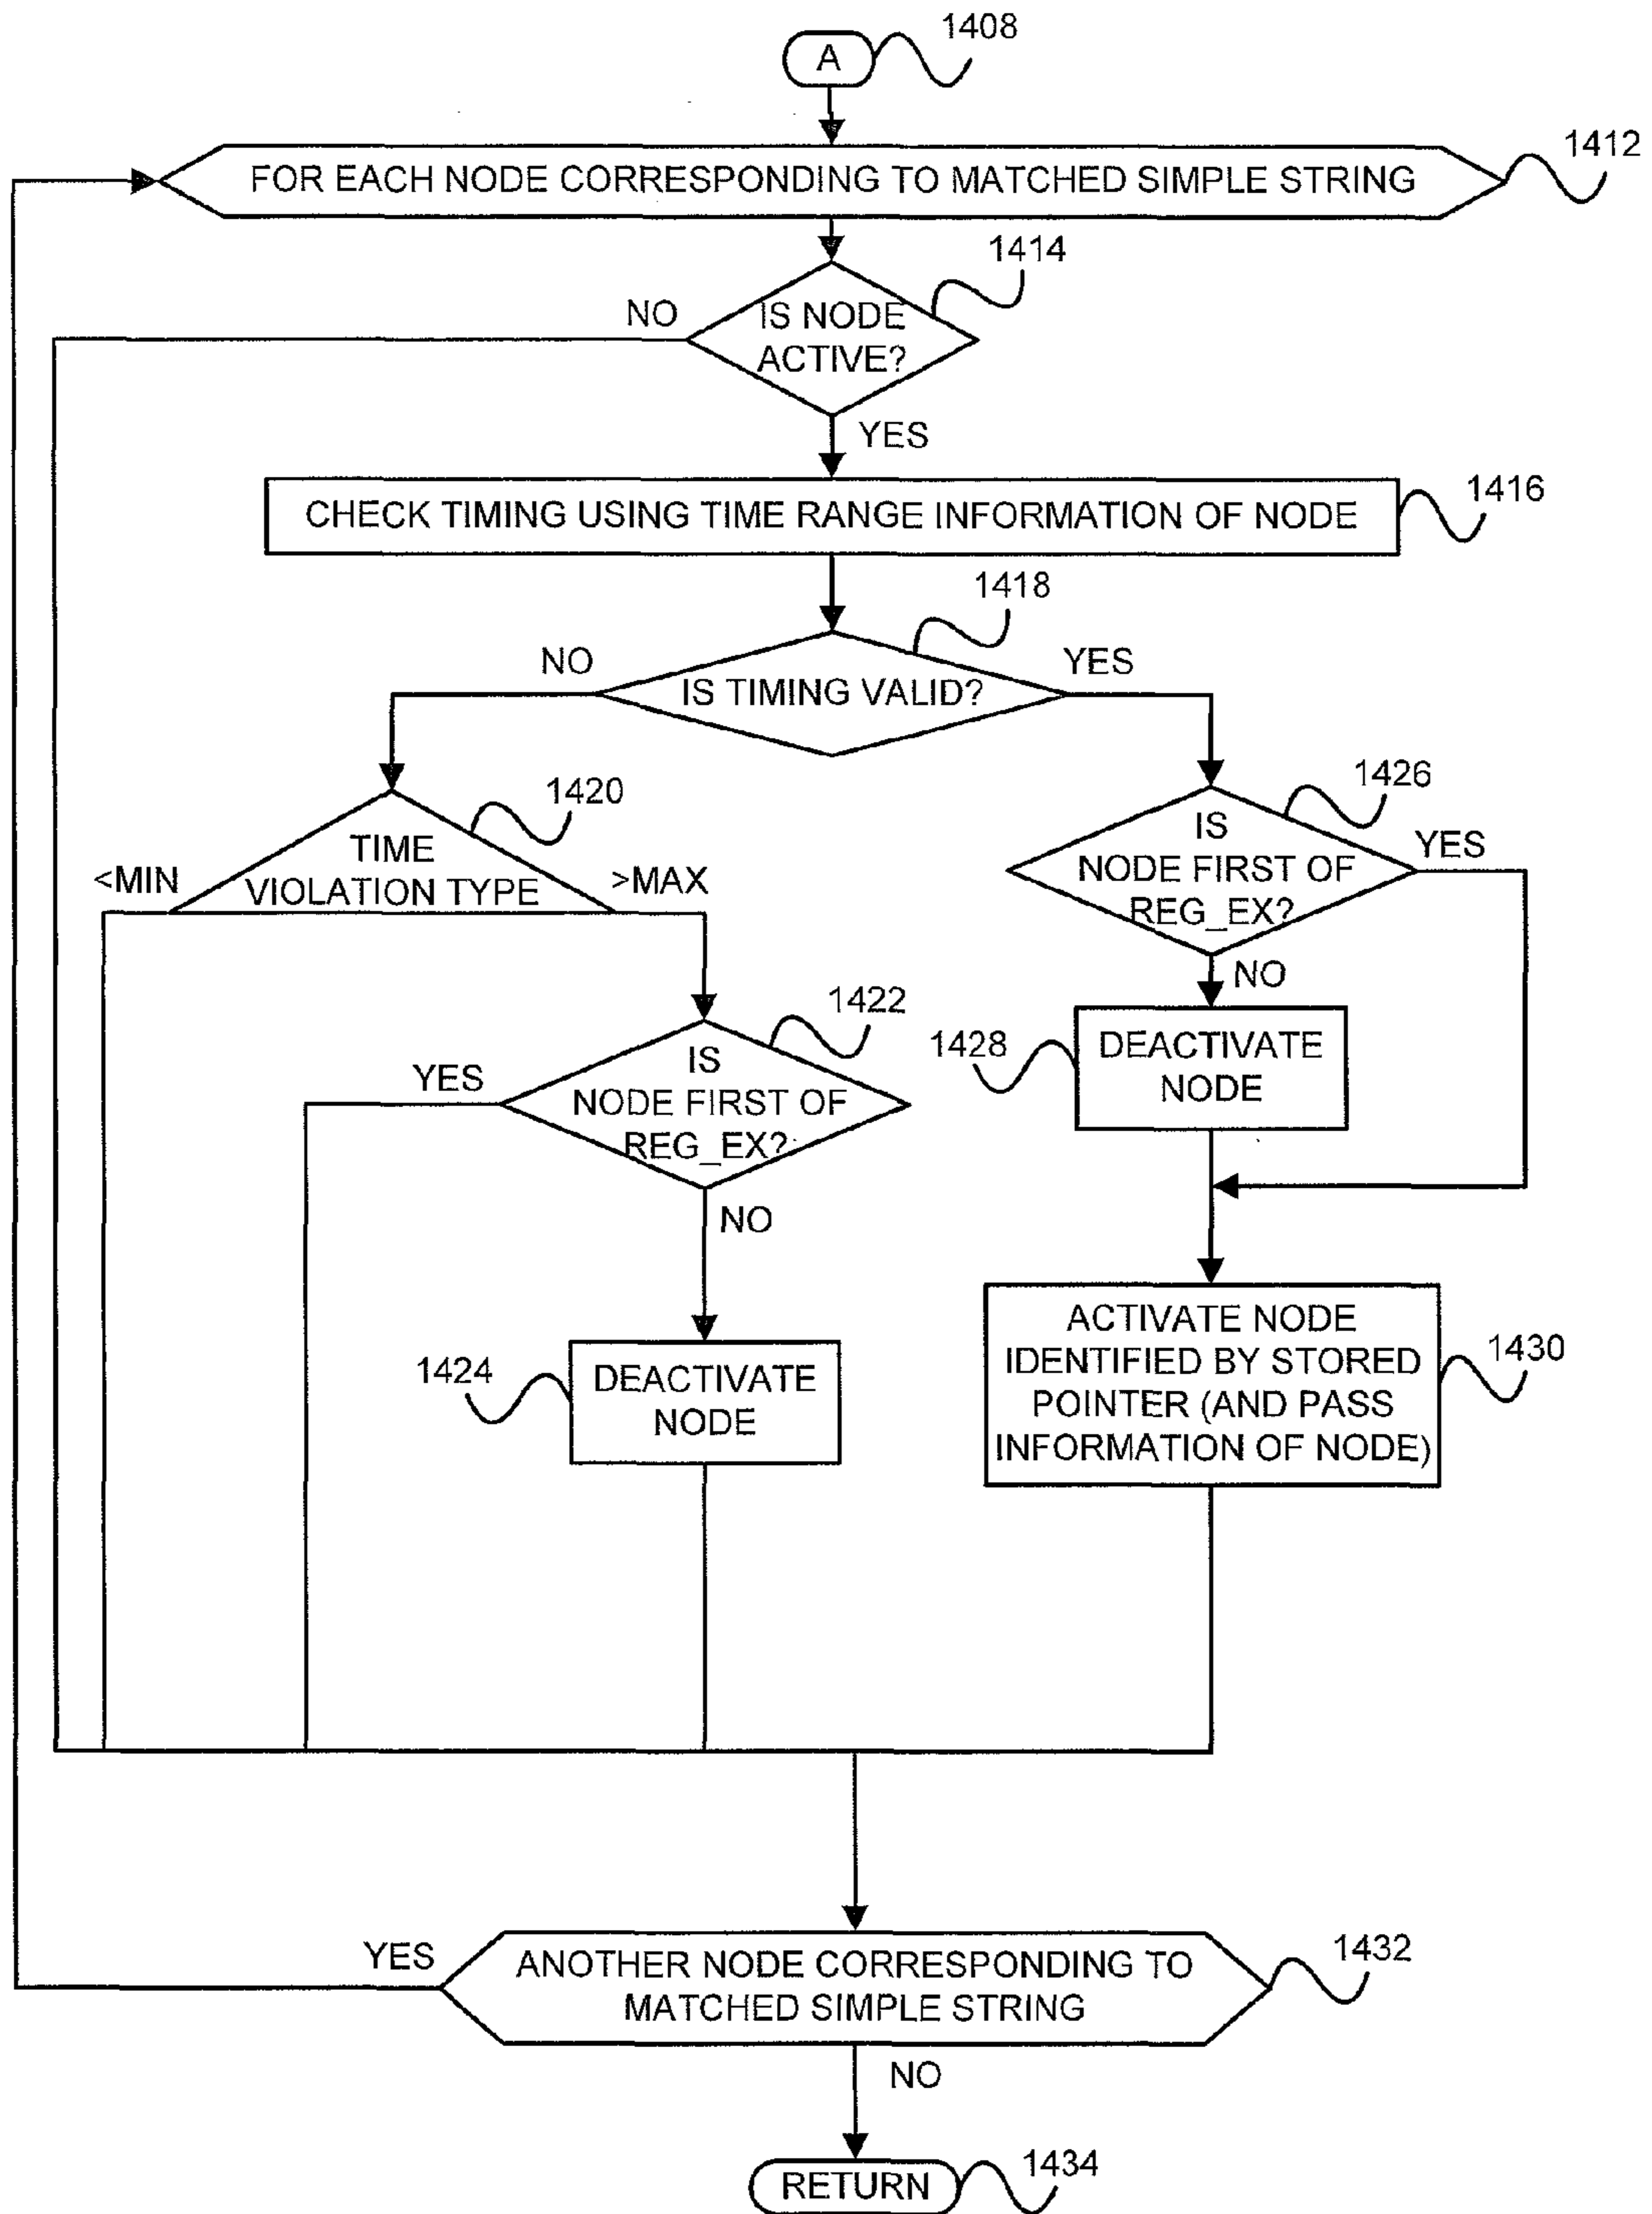 A
1408
FOR EACH NODE CORRESPONDING TO MATCHED SIMPLE STRING
1412
1414
NO
IS NODE
ACTIVE?
YES
CHECK TIMING USING TIME RANGE INFORMATION OF NODE
1416
1418
NO
IS TIMING VALID?
YES
1420
TIME
VIOLATION TYPE
<MIN
>MAX
1426
IS
NODE FIRST OF
REG_EX?
YES
NO
1422
IS
NODE FIRST OF
REG_EX?
YES
NO
1428
DEACTIVATE
NODE
1424
DEACTIVATE
NODE
ACTIVATE NODE
IDENTIFIED BY STORED
POINTER (AND PASS
INFORMATION OF NODE)
1430
YES
ANOTHER NODE CORRESPONDING TO
MATCHED SIMPLE STRING
1432
NO
RETURN
1434